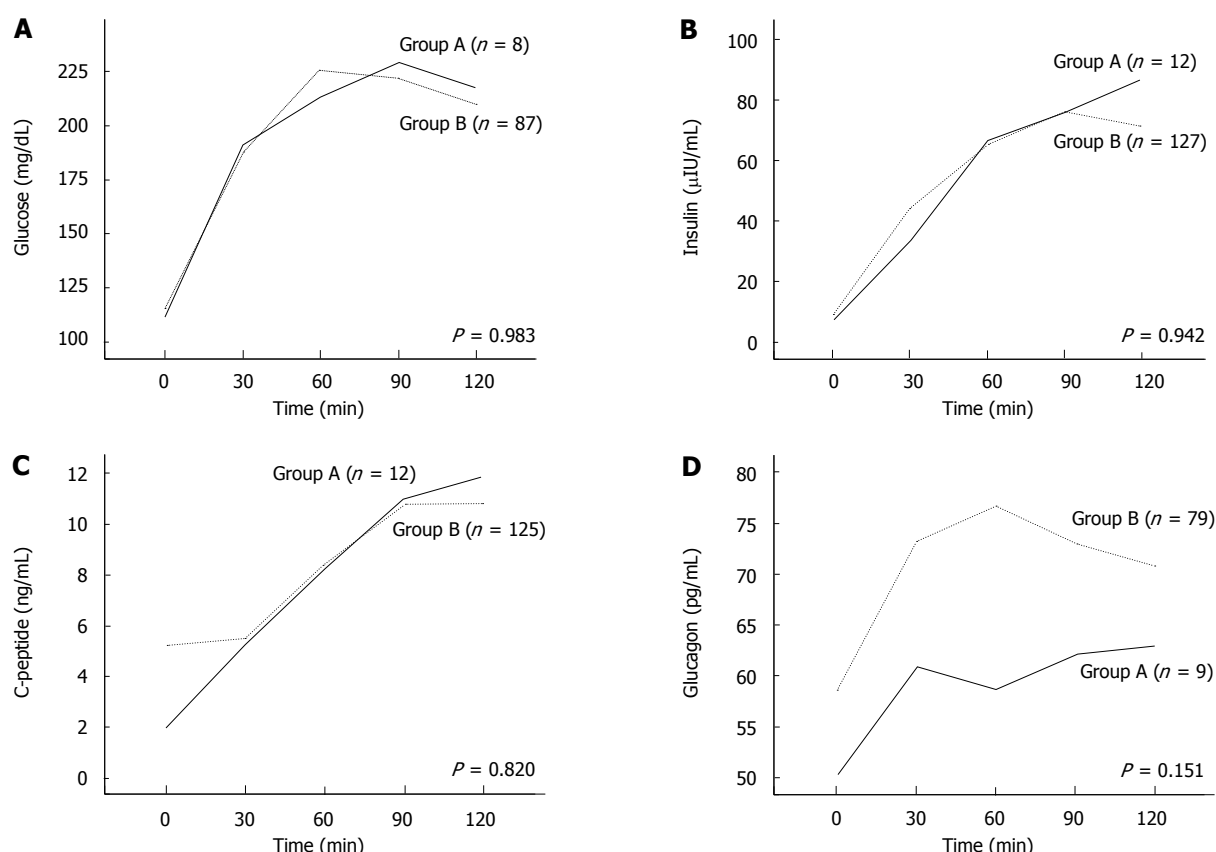 A
Glucose (mg/dL)
225
200
175
150
125
100
Group A (n = 8)
Group B (n = 87)
P = 0.983
0 30 60 90 120
Time (min)
B
Insulin (μIU/mL)
100
80
60
40
20
0
Group A (n = 12)
Group B (n = 127)
P = 0.942
0 30 60 90 120
Time (min)
C
C-peptide (ng/mL)
12
10
8
6
4
2
0
Group A (n = 12)
Group B (n = 125)
P = 0.820
0 30 60 90 120
Time (min)
D
Glucagon (pg/mL)
80
75
70
65
60
55
50
Group B (n = 79)
Group A (n = 9)
P = 0.151
0 30 60 90 120
Time (min)